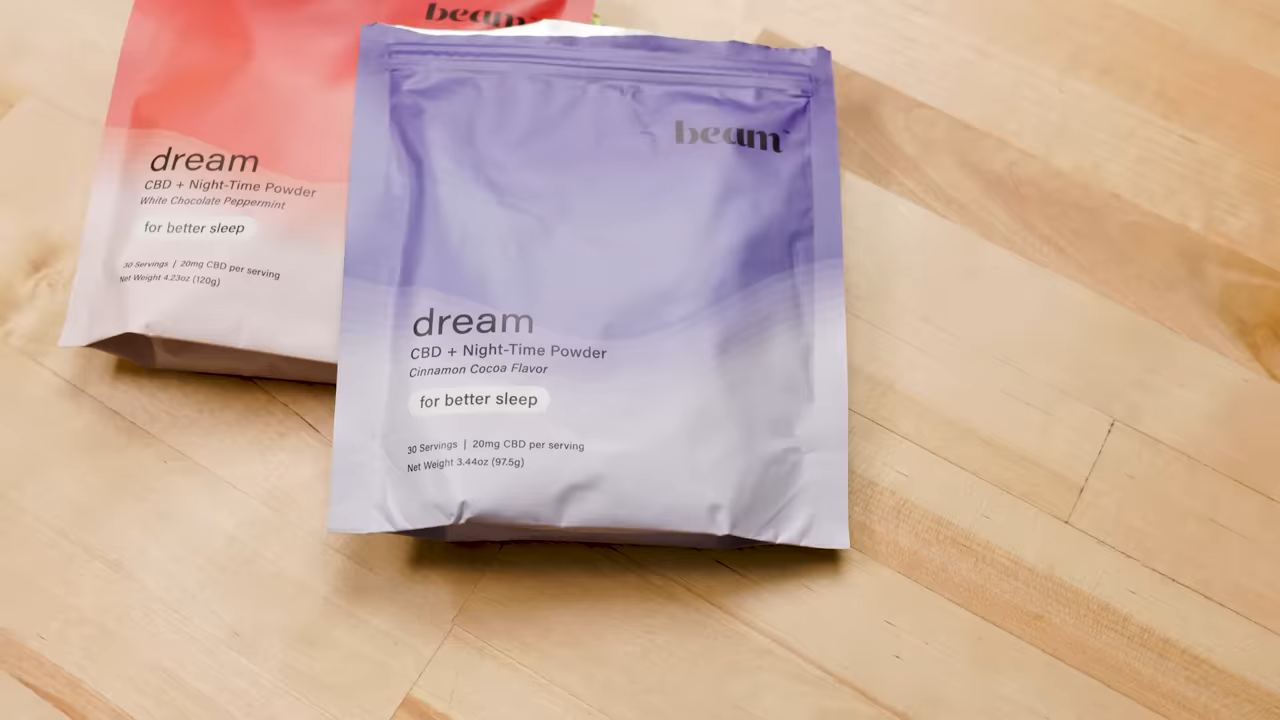 beam
dream
CBD + Night-Time Powder
White Chocolate Peppermint
for better sleep
30 Servings | 20mg CBD per serving
Net Weight 4.23oz (120g)
beam
dream
CBD + Night-Time Powder
Cinnamon Cocoa Flavor
for better sleep
30 Servings | 20mg CBD per serving
Net Weight 3.44oz (97.5g)